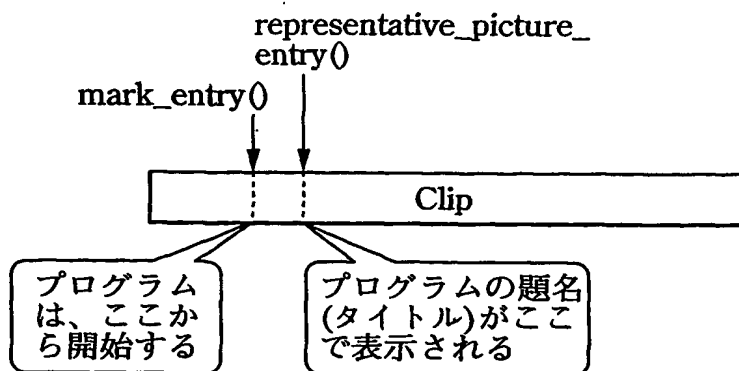 representative_picture_
entry()
mark_entry()
Clip
プログラム
は、ここか
ら開始する
プログラムの題名
(タイトル)がここ
で表示される